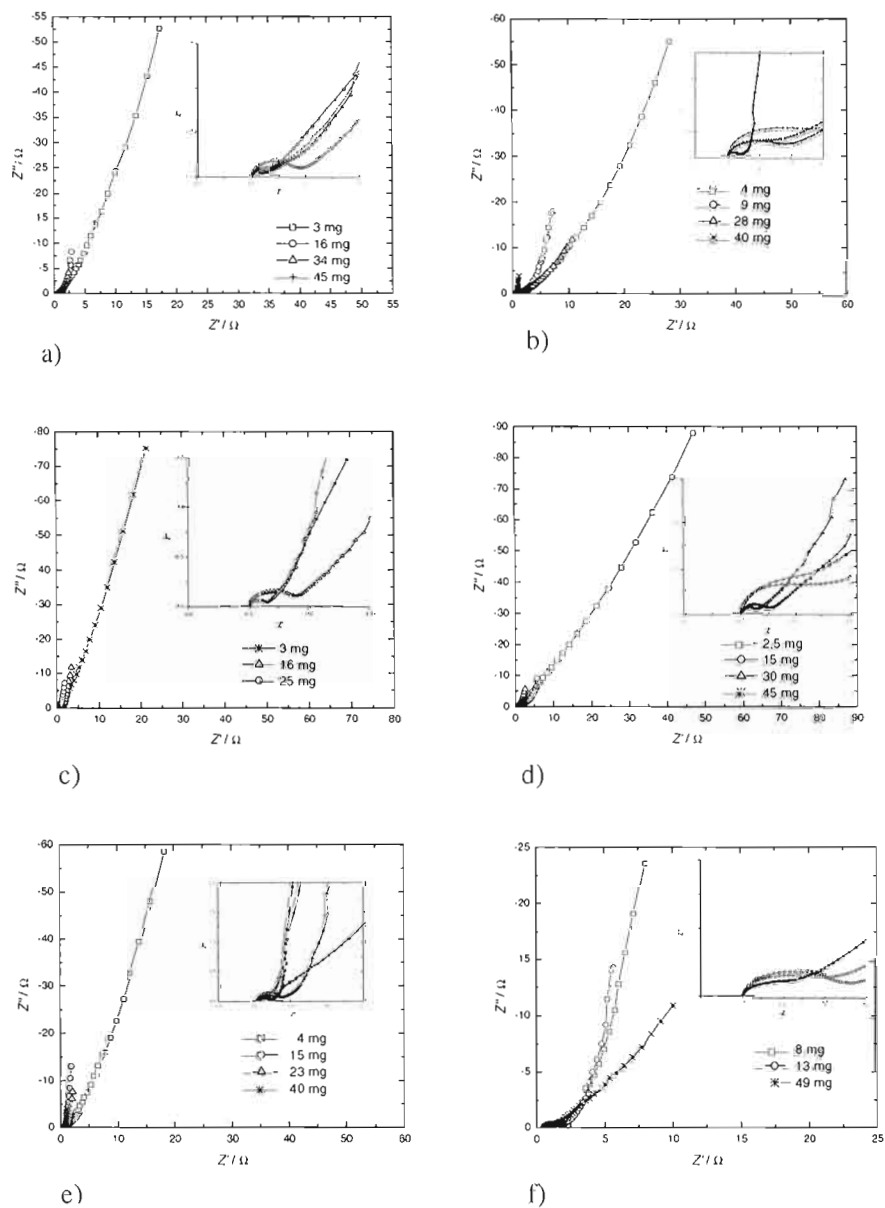 -55
-50
-45
-40
-35
-30
-25
-20
-15
-10
-5
0
Z''/ Ω
3 mg
16 mg
34 mg
45 mg
0 5 10 15 20 25 30 35 40 45 50 55
Z'/ Ω
a)
-60
-50
-40
-30
-20
-10
0
Z''/ Ω
4 mg
9 mg
28 mg
40 mg
0 10 20 30 40 50 60
Z'/ Ω
b)
-80
-70
-60
-50
-40
-30
-20
-10
0
Z''/ Ω
3 mg
16 mg
25 mg
0 10 20 30 40 50 60 70 80
Z'/ Ω
c)
-90
-80
-70
-60
-50
-40
-30
-20
-10
0
Z''/ Ω
2,5 mg
15 mg
30 mg
45 mg
0 10 20 30 40 50 60 70 80 90
Z'/ Ω
d)
-60
-50
-40
-30
-20
-10
0
Z''/ Ω
4 mg
15 mg
23 mg
40 mg
0 10 20 30 40 50 60
Z'/ Ω
e)
-25
-20
-15
-10
-5
0
Z''/ Ω
8 mg
13 mg
49 mg
0 5 10 15 20 25
Z'/ Ω
f)